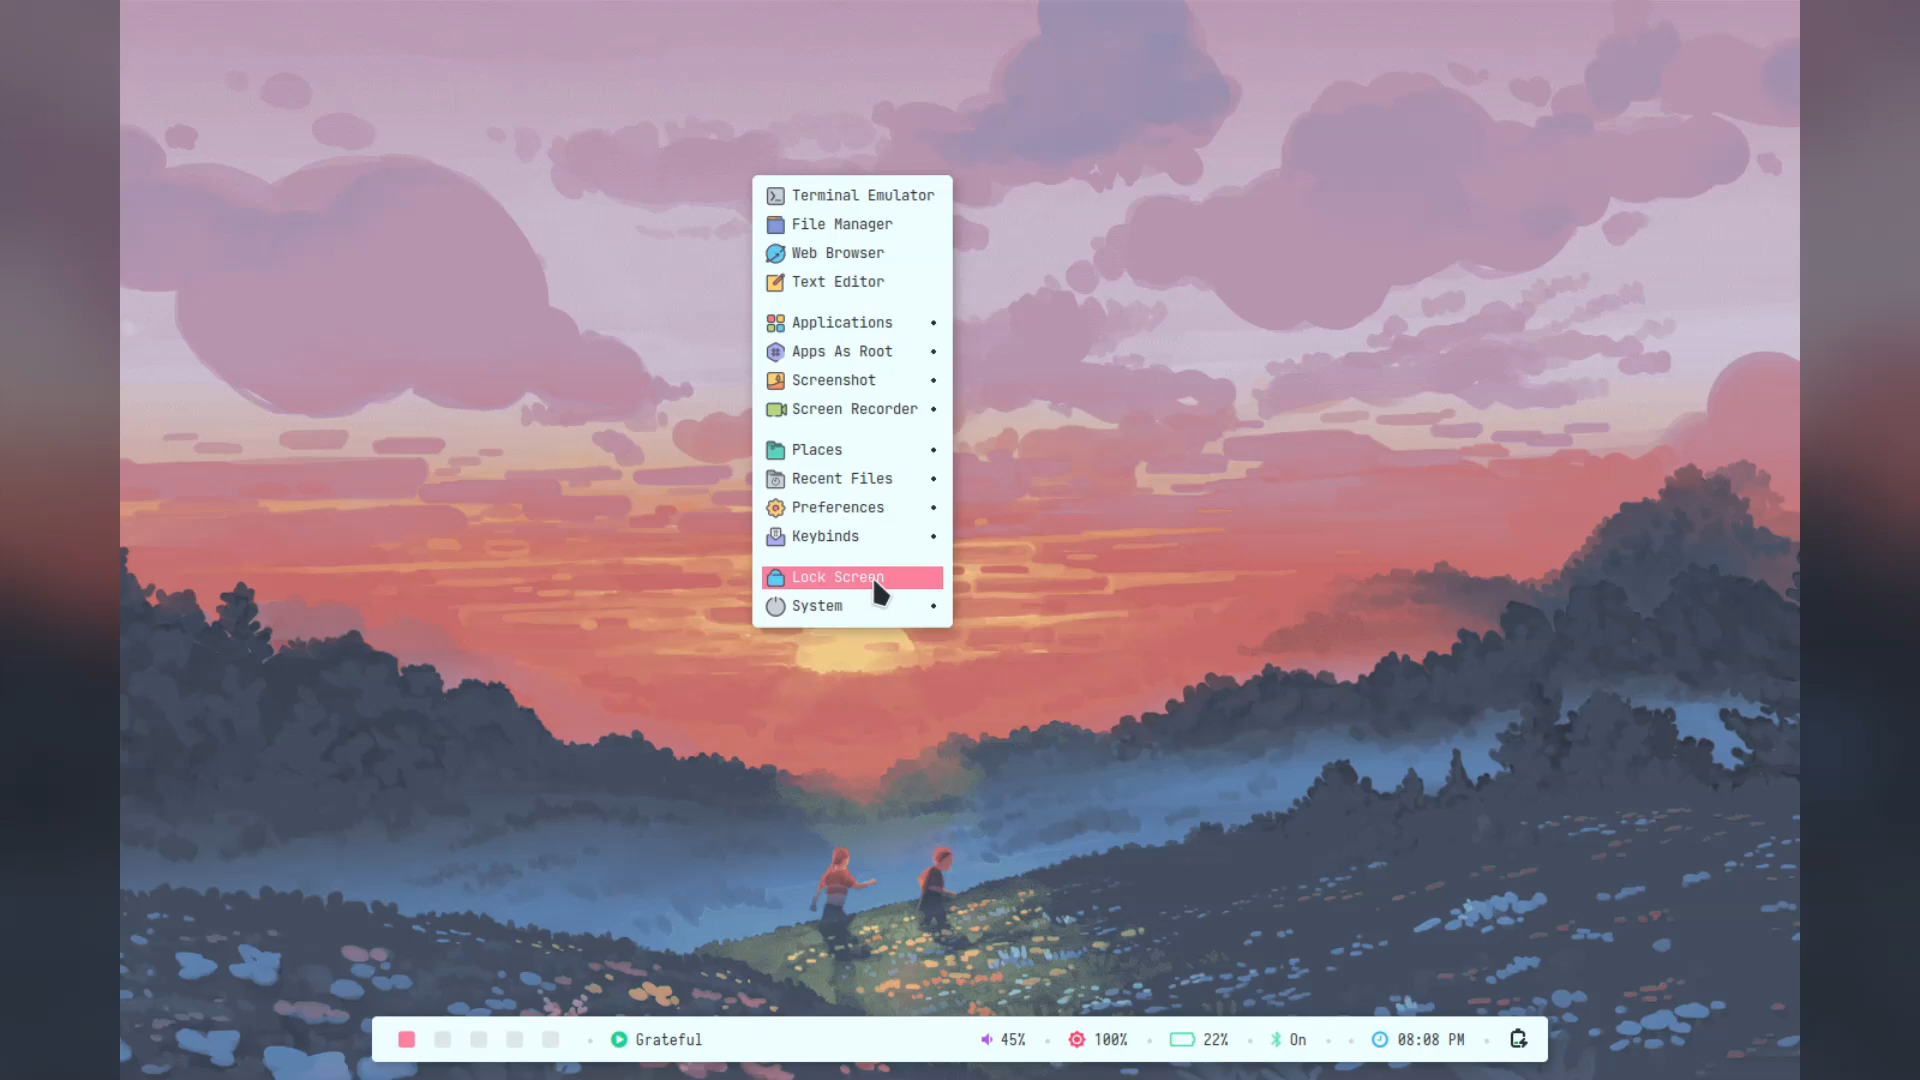 Terminal Emulator
File Manager
Web Browser
Text Editor
Applications
Apps As Root
Screenshot
Screen Recorder
Places
Recent Files
Preferences
Keybinds
Lock Screen
System
Grateful 45% 100% 22% On 08:08 PM